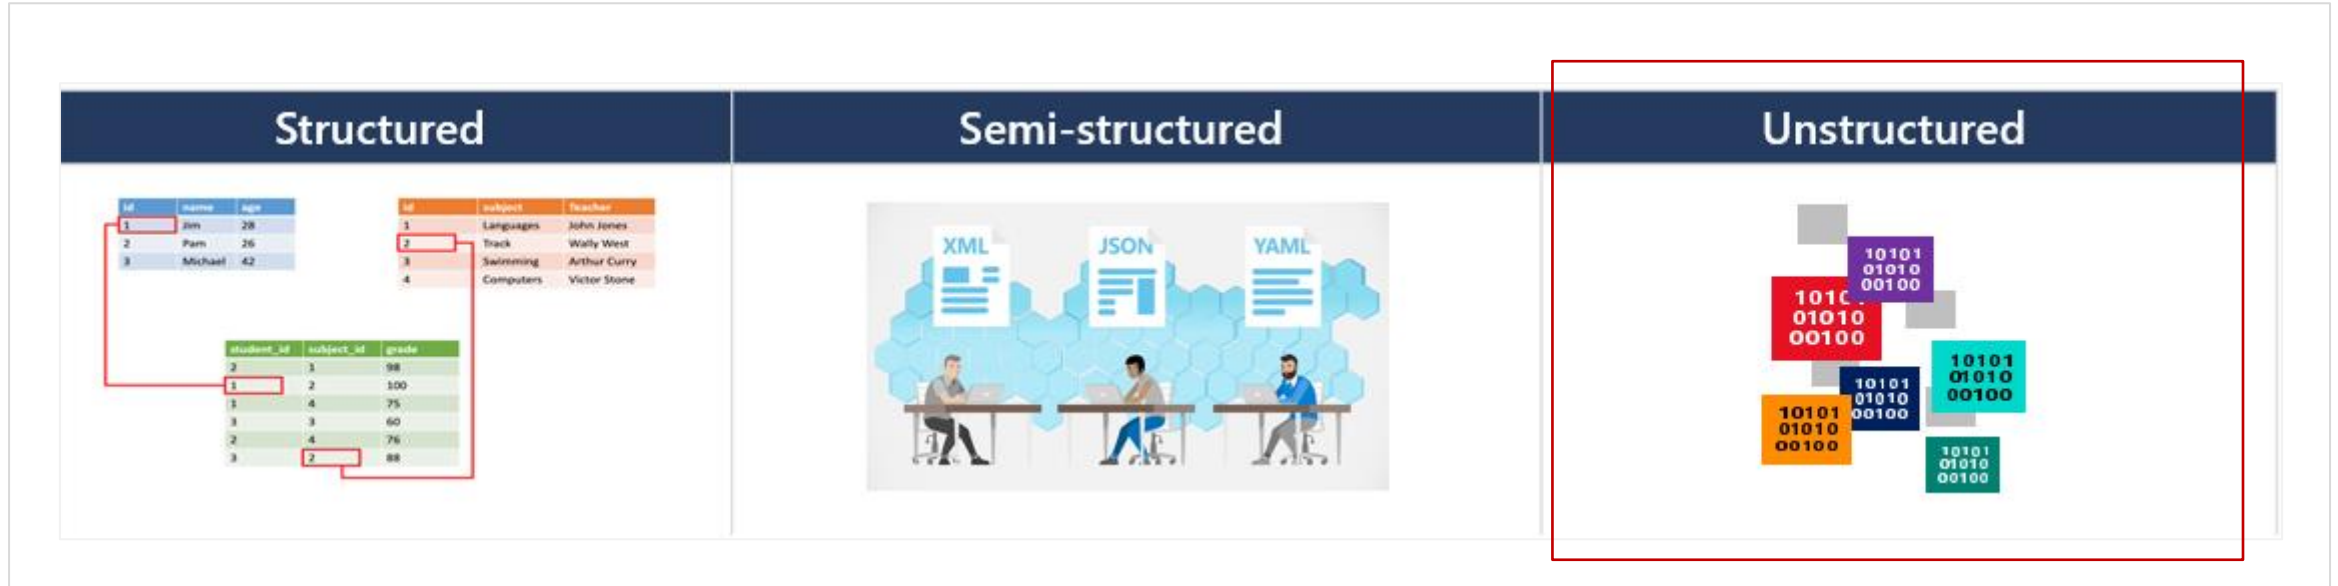 Structured
Semi-structured
Unstructured
id name age
1 Jim 28
2 Pam 26
3 Michael 42
id subject Teacher
1 Languages John Jones
2 Track Wally West
3 Swimming Arthur Curry
4 Computers Victor Stone
student_id subject_id grade
2 1 98
1 2 100
1 4 75
3 3 60
2 4 76
3 2 88
XML
JSON
YAML
10101
01010
00100
10101
01010
00100
10101
01010
00100
10101
01010
00100
10101
01010
00100
10101
01010
00100